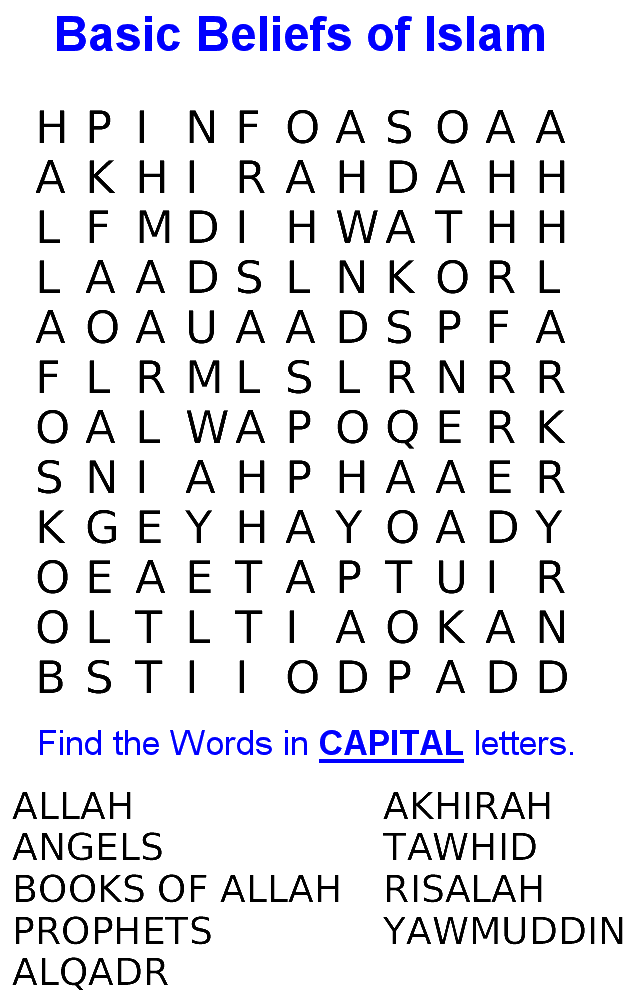 Basic Beliefs of Islam
H P I N F O A S O A A
A K H I R A H D A H H
L F M D I H W A T H H
L A A D S L N K O R L
A O A U A A D S P F A
F L R M L S L R N R R
O A L W A P O Q E R K
S N I A H P H A A E R
K G E Y H A Y O A D Y
O E A E T A P T U I R
O L T L T I A O K A N
B S T I I O D P A D D
Find the Words in CAPITAL letters.
ALLAH AKHIRAH
ANGELS TAWHID
BOOKS OF ALLAH RISALAH
PROPHETS YAWMUDDIN
ALQADR